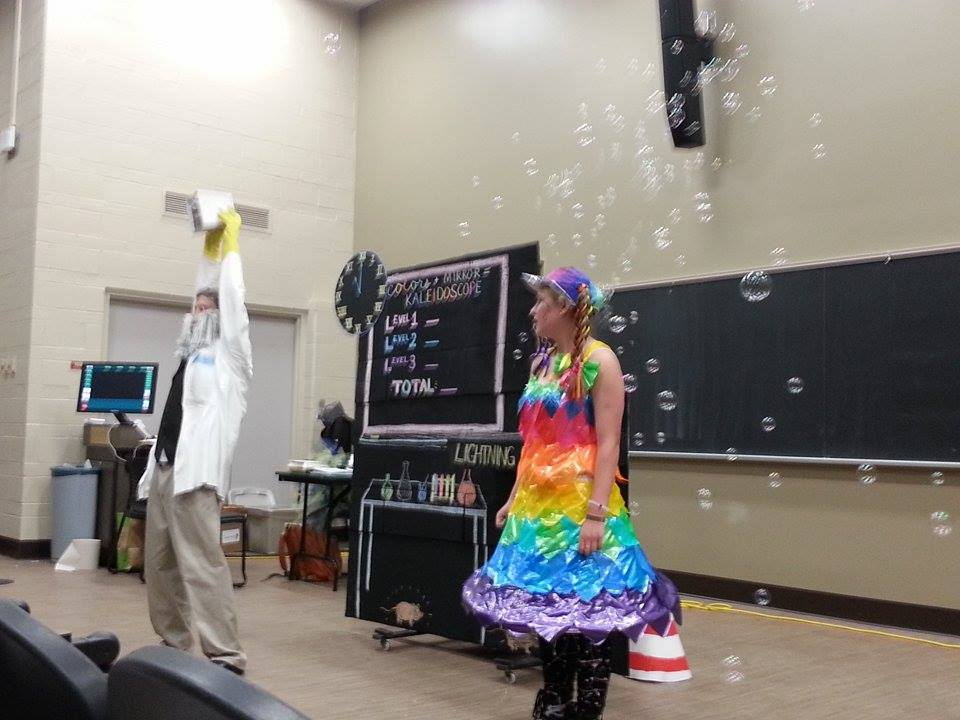 COLORS + MIRROR =
KALEIDOSCOPE
LEVEL 1 —
LEVEL 2 —
LEVEL 3 —
TOTAL —
LIGHTNING